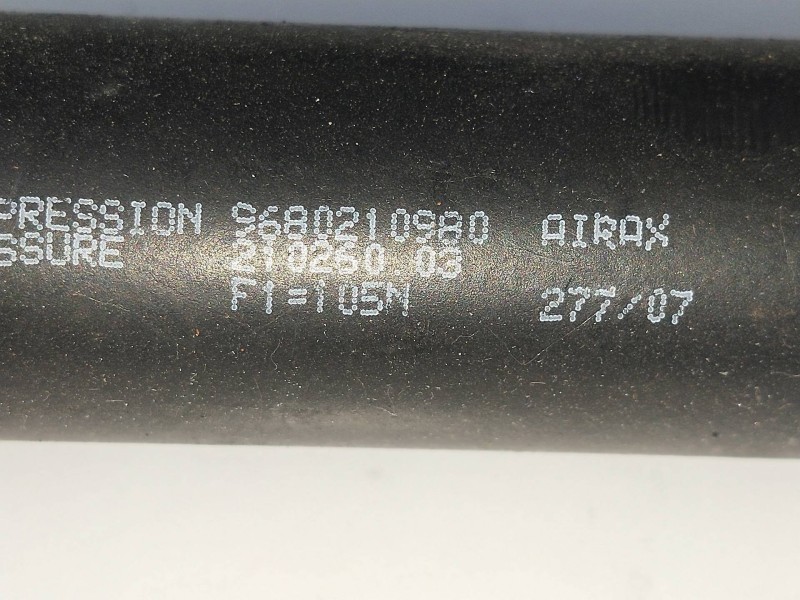 PRESSION 9680210980 AIRAX
SSURE 210260.03
F1=105N 277/07